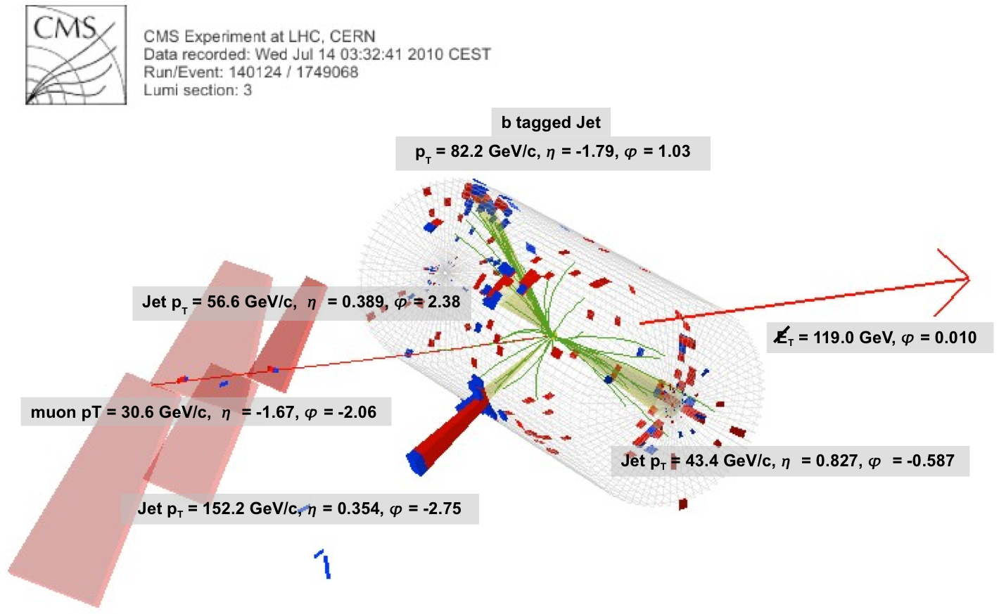 CMS
CMS Experiment at LHC, CERN
Data recorded: Wed Jul 14 03:32:41 2010 CEST
Run/Event: 140124 / 1749068
Lumi section: 3
b tagged Jet
pT = 82.2 GeV/c, η = -1.79, φ = 1.03
Jet pT = 56.6 GeV/c, η = 0.389, φ = 2.38
E̸T = 119.0 GeV, φ = 0.010
muon pT = 30.6 GeV/c, η = -1.67, φ = -2.06
Jet pT = 43.4 GeV/c, η = 0.827, φ = -0.587
Jet pT = 152.2 GeV/c, η = 0.354, φ = -2.75